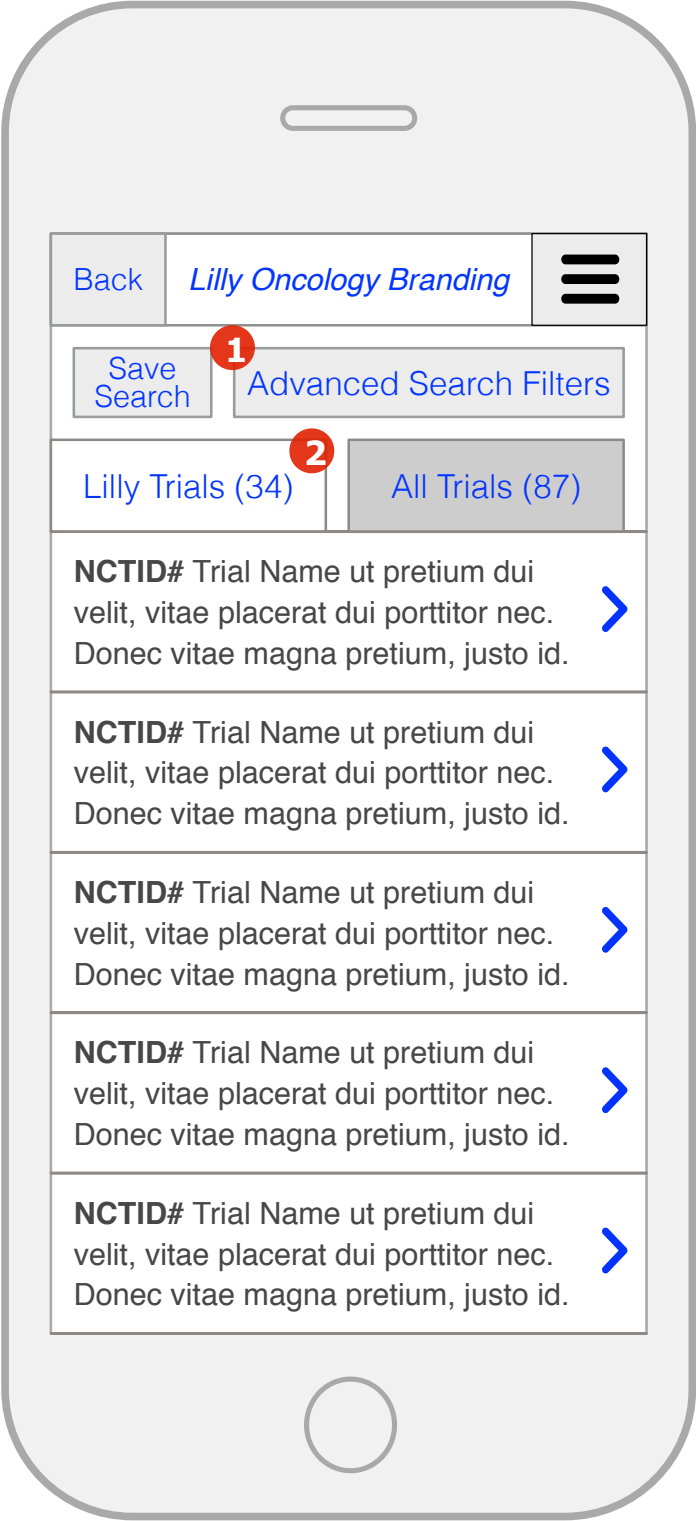 Back
Lilly Oncology Branding
Save
Search
1
Advanced Search Filters
Lilly Trials (34)
2
All Trials (87)
NCTID# Trial Name ut pretium dui
velit, vitae placerat dui porttitor nec.
Donec vitae magna pretium, justo id.
NCTID# Trial Name ut pretium dui
velit, vitae placerat dui porttitor nec.
Donec vitae magna pretium, justo id.
NCTID# Trial Name ut pretium dui
velit, vitae placerat dui porttitor nec.
Donec vitae magna pretium, justo id.
NCTID# Trial Name ut pretium dui
velit, vitae placerat dui porttitor nec.
Donec vitae magna pretium, justo id.
NCTID# Trial Name ut pretium dui
velit, vitae placerat dui porttitor nec.
Donec vitae magna pretium, justo id.